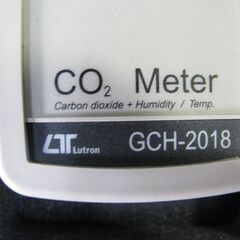 CO₂ Meter
Carbon dioxide + Humidity / Temp.
LT Lutron GCH-2018